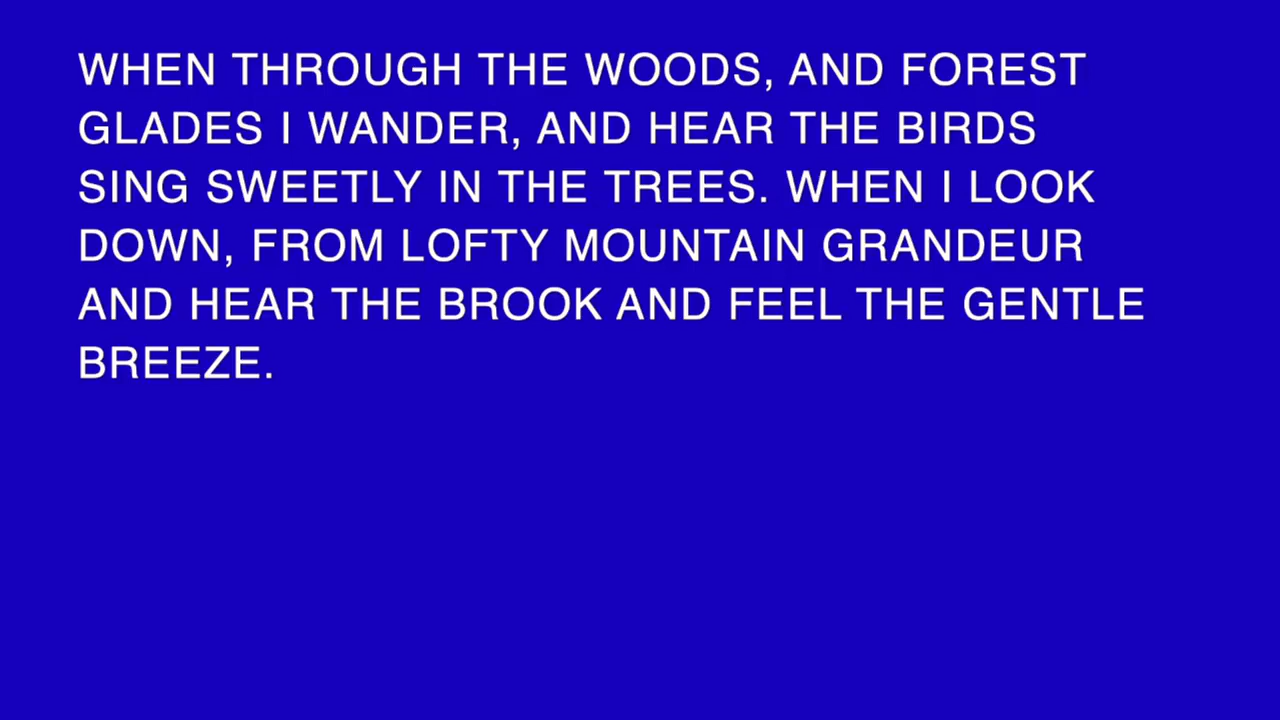 WHEN THROUGH THE WOODS, AND FOREST
GLADES I WANDER, AND HEAR THE BIRDS
SING SWEETLY IN THE TREES. WHEN I LOOK
DOWN, FROM LOFTY MOUNTAIN GRANDEUR
AND HEAR THE BROOK AND FEEL THE GENTLE
BREEZE.